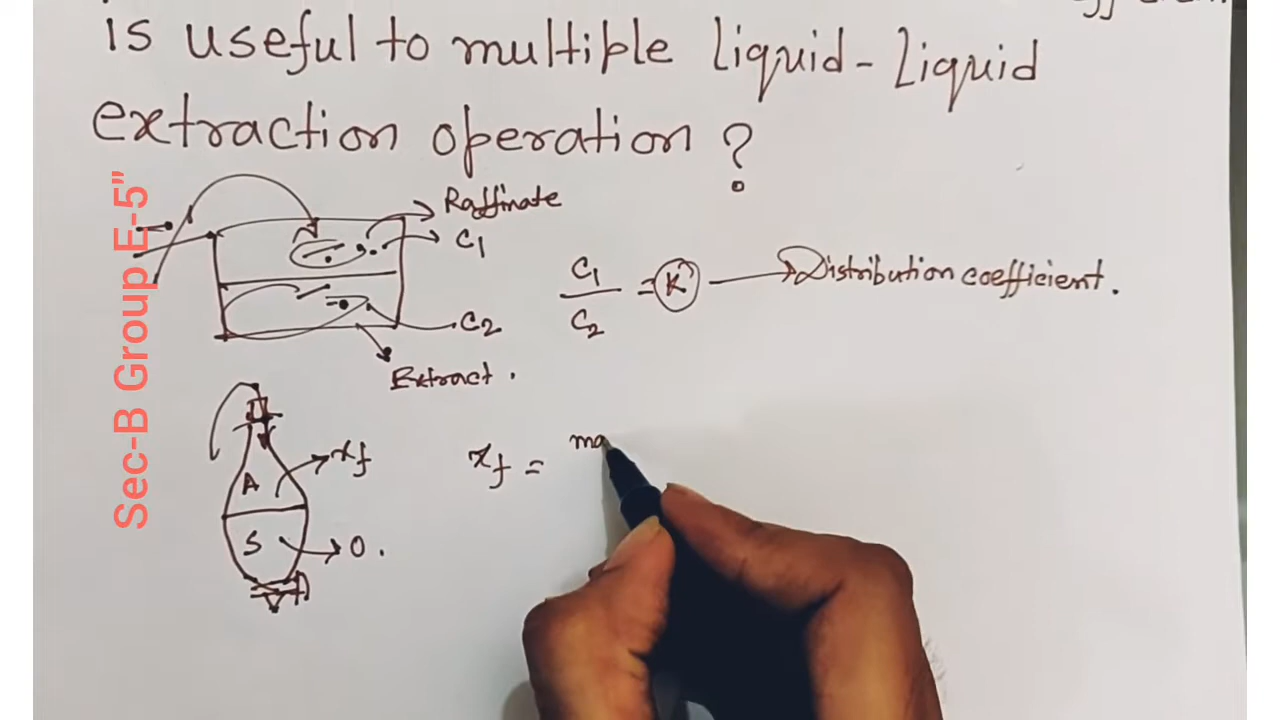 is useful to multiple liquid-liquid
extraction operation ?
Sec-B Group E-5"
Raffinate
C1
C1
C2
= K
Distribution coefficient.
C2
Extract.
A
xf
S
0.
xf = ma